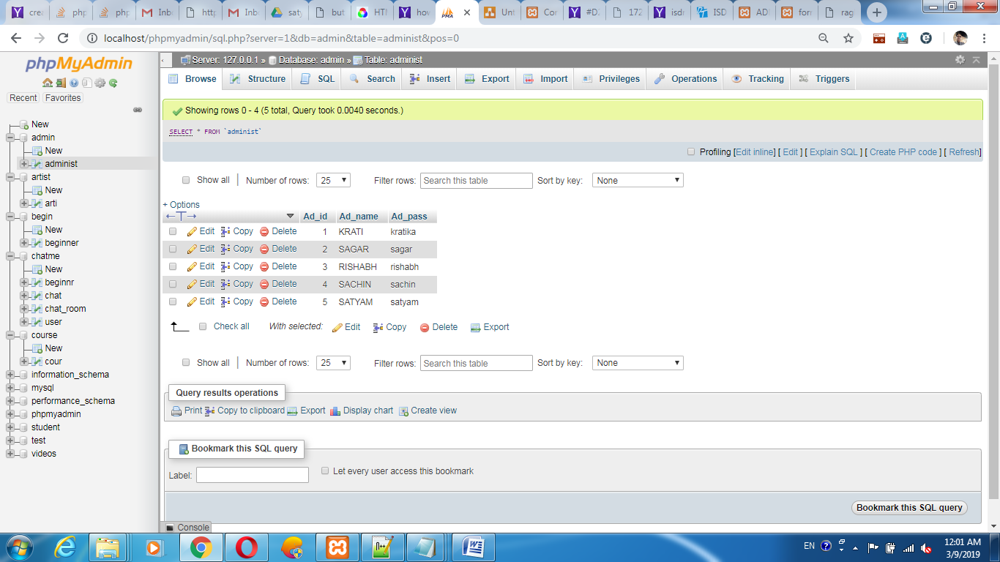 crea
php
php
Inb
http
Inb
saty
but
HTM
how
Unt
Cor
#D2
172
isor
ISD
ADI
forr
rag
localhost/phpmyadmin/sql.php?server=1&db=admin&table=administ&pos=0
phpMyAdmin
Server: 127.0.0.1 » Database: admin » Table: administ
Browse Structure SQL Search Insert Export Import Privileges Operations Tracking Triggers
Recent Favorites
New
admin
New
administ
artist
New
arti
begin
New
beginner
chatme
New
beginnr
chat
chat_room
user
course
New
cour
information_schema
mysql
performance_schema
phpmyadmin
student
test
videos
Showing rows 0 - 4 (5 total, Query took 0.0040 seconds.)
SELECT * FROM `administ`
Profiling [Edit inline] [ Edit ] [ Explain SQL ] [ Create PHP code ] [ Refresh]
Show all Number of rows: 25 Filter rows: Search this table Sort by key: None
+ Options
←T→ Ad_id Ad_name Ad_pass
Edit Copy Delete 1 KRATI kratika
Edit Copy Delete 2 SAGAR sagar
Edit Copy Delete 3 RISHABH rishabh
Edit Copy Delete 4 SACHIN sachin
Edit Copy Delete 5 SATYAM satyam
Check all With selected: Edit Copy Delete Export
Show all Number of rows: 25 Filter rows: Search this table Sort by key: None
Query results operations
Print Copy to clipboard Export Display chart Create view
Bookmark this SQL query
Label: Let every user access this bookmark
Bookmark this SQL query
Console
EN 12:01 AM
3/9/2019